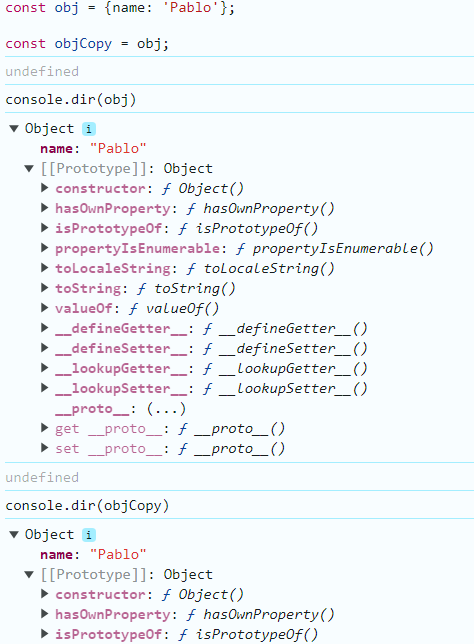 const obj = {name: 'Pablo'};
const objCopy = obj;
undefined
console.dir(obj)
▼ Object i
name: "Pablo"
▼ [[Prototype]]: Object
▶ constructor: ƒ Object()
▶ hasOwnProperty: ƒ hasOwnProperty()
▶ isPrototypeOf: ƒ isPrototypeOf()
▶ propertyIsEnumerable: ƒ propertyIsEnumerable()
▶ toLocaleString: ƒ toLocaleString()
▶ toString: ƒ toString()
▶ valueOf: ƒ valueOf()
▶ __defineGetter__: ƒ __defineGetter__()
▶ __defineSetter__: ƒ __defineSetter__()
▶ __lookupGetter__: ƒ __lookupGetter__()
▶ __lookupSetter__: ƒ __lookupSetter__()
__proto__: (...)
▶ get __proto__: ƒ __proto__()
▶ set __proto__: ƒ __proto__()
undefined
console.dir(objCopy)
▼ Object i
name: "Pablo"
▼ [[Prototype]]: Object
▶ constructor: ƒ Object()
▶ hasOwnProperty: ƒ hasOwnProperty()
▶ isPrototypeOf: ƒ isPrototypeOf()